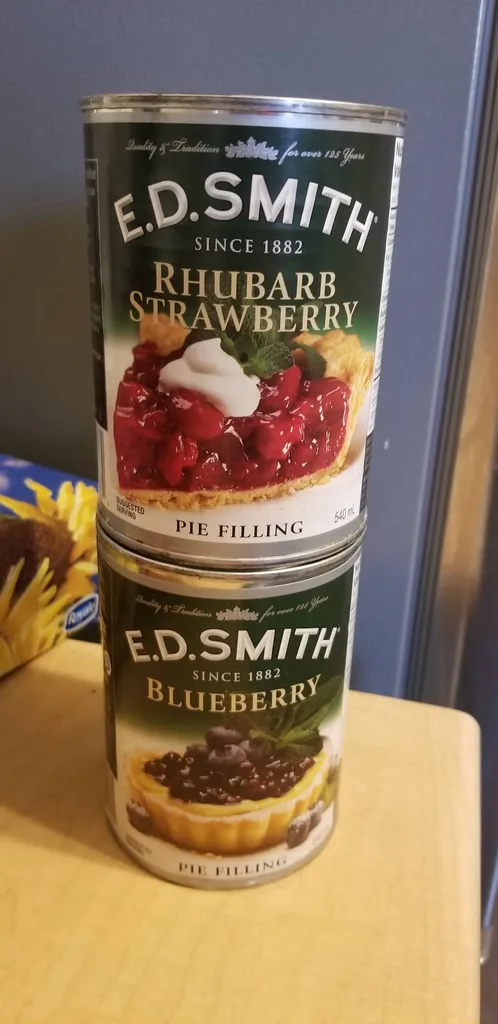 Quality & Tradition for over 125 Years
E.D.SMITH
SINCE 1882
RHUBARB
STRAWBERRY
SUGGESTED
SERVING
PIE FILLING
540 mL
Quality & Tradition for over 125 Years
E.D.SMITH
SINCE 1882
BLUEBERRY
PIE FILLING